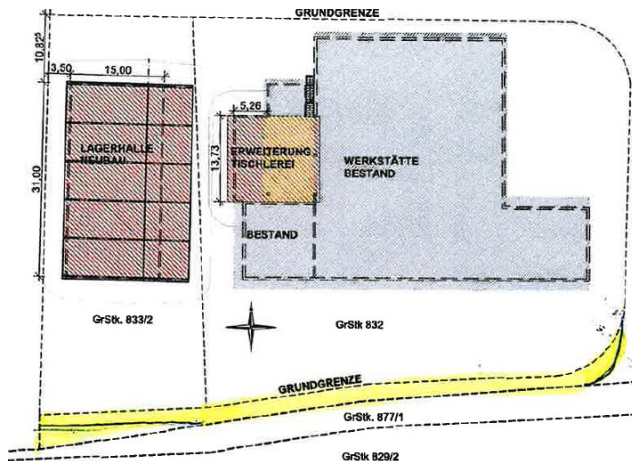 GRUNDGRENZE
10,82⁵
3,50
15,00
5,26
LAGERHALLE
NEUBAU
ERWEITERUNG
TISCHLEREI
13,73
WERKSTÄTTE
BESTAND
31,00
BESTAND
GrStk. 833/2
GrStk 832
GRUNDGRENZE
GrStk. 877/1
GrStk 829/2